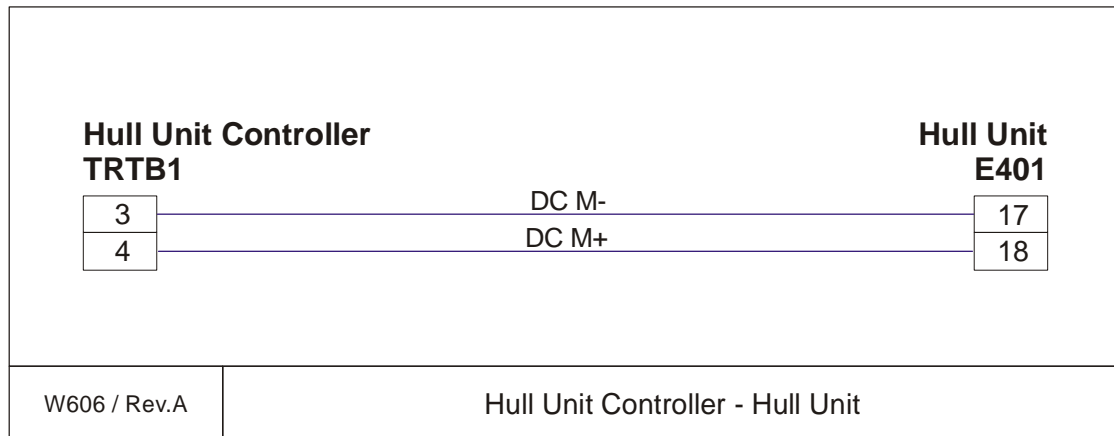 Hull Unit Controller
TRTB1
Hull Unit
E401
3 DC M- 17
4 DC M+ 18
W606 / Rev.A
Hull Unit Controller - Hull Unit